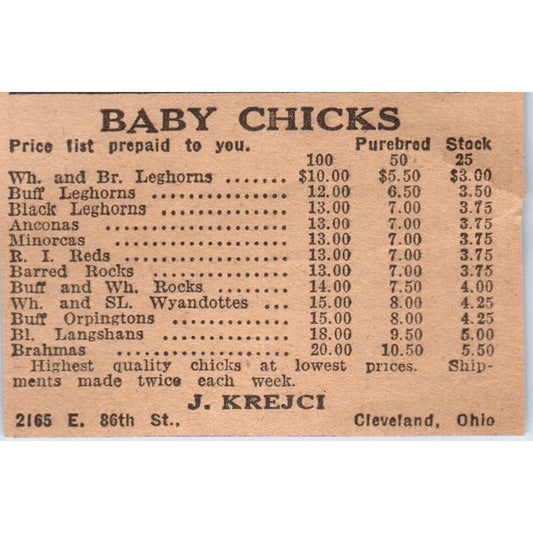 BABY CHICKS
Price list prepaid to you. Purebred Stock
100 50 25
Wh. and Br. Leghorns ....... $10.00 $5.50 $3.00
Buff Leghorns ............... 12.00 6.50 3.50
Black Leghorns .............. 13.00 7.00 3.75
Anconas .................. 13.00 7.00 3.75
Minorcas .................. 13.00 7.00 3.75
R. I. Reds .................. 13.00 7.00 3.75
Barred Rocks ............... 13.00 7.00 3.75
Buff and Wh. Rocks ........ 14.00 7.50 4.00
Wh. and SL. Wyandottes ... 15.00 8.00 4.25
Buff Orpingtons ............ 15.00 8.00 4.25
Bl. Langshans ............... 18.00 9.50 5.00
Brahmas .................. 20.00 10.50 5.50
Highest quality chicks at lowest prices. Ship-
ments made twice each week.
J. KREJCI
2165 E. 86th St., Cleveland, Ohio